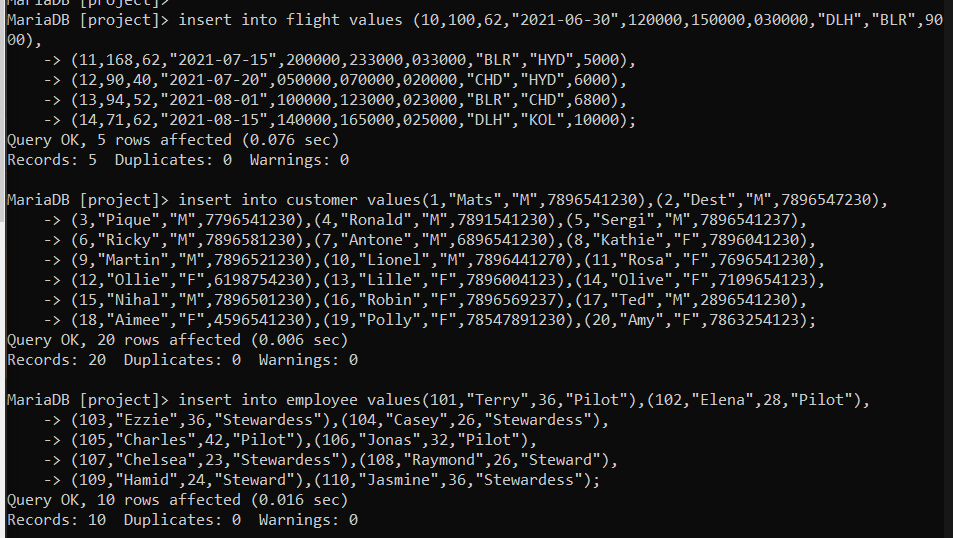 MariaDB [project]>
MariaDB [project]> insert into flight values (10,100,62,"2021-06-30",120000,150000,030000,"DLH","BLR",90
00),
    -> (11,168,62,"2021-07-15",200000,233000,033000,"BLR","HYD",5000),
    -> (12,90,40,"2021-07-20",050000,070000,020000,"CHD","HYD",6000),
    -> (13,94,52,"2021-08-01",100000,123000,023000,"BLR","CHD",6800),
    -> (14,71,62,"2021-08-15",140000,165000,025000,"DLH","KOL",10000);
Query OK, 5 rows affected (0.076 sec)
Records: 5  Duplicates: 0  Warnings: 0

MariaDB [project]> insert into customer values(1,"Mats","M",7896541230),(2,"Dest","M",7896547230),
    -> (3,"Pique","M",7796541230),(4,"Ronald","M",7891541230),(5,"Sergi","M",7896541237),
    -> (6,"Ricky","M",7896581230),(7,"Antone","M",6896541230),(8,"Kathie","F",7896041230),
    -> (9,"Martin","M",7896521230),(10,"Lionel","M",7896441270),(11,"Rosa","F",7696541230),
    -> (12,"Ollie","F",6198754230),(13,"Lille","F",7896004123),(14,"Olive","F",7109654123),
    -> (15,"Nihal","M",7896501230),(16,"Robin","F",7896569237),(17,"Ted","M",2896541230),
    -> (18,"Aimee","F",4596541230),(19,"Polly","F",78547891230),(20,"Amy","F",7863254123);
Query OK, 20 rows affected (0.006 sec)
Records: 20  Duplicates: 0  Warnings: 0

MariaDB [project]> insert into employee values(101,"Terry",36,"Pilot"),(102,"Elena",28,"Pilot"),
    -> (103,"Ezzie",36,"Stewardess"),(104,"Casey",26,"Stewardess"),
    -> (105,"Charles",42,"Pilot"),(106,"Jonas",32,"Pilot"),
    -> (107,"Chelsea",23,"Stewardess"),(108,"Raymond",26,"Steward"),
    -> (109,"Hamid",24,"Steward"),(110,"Jasmine",36,"Stewardess");
Query OK, 10 rows affected (0.016 sec)
Records: 10  Duplicates: 0  Warnings: 0